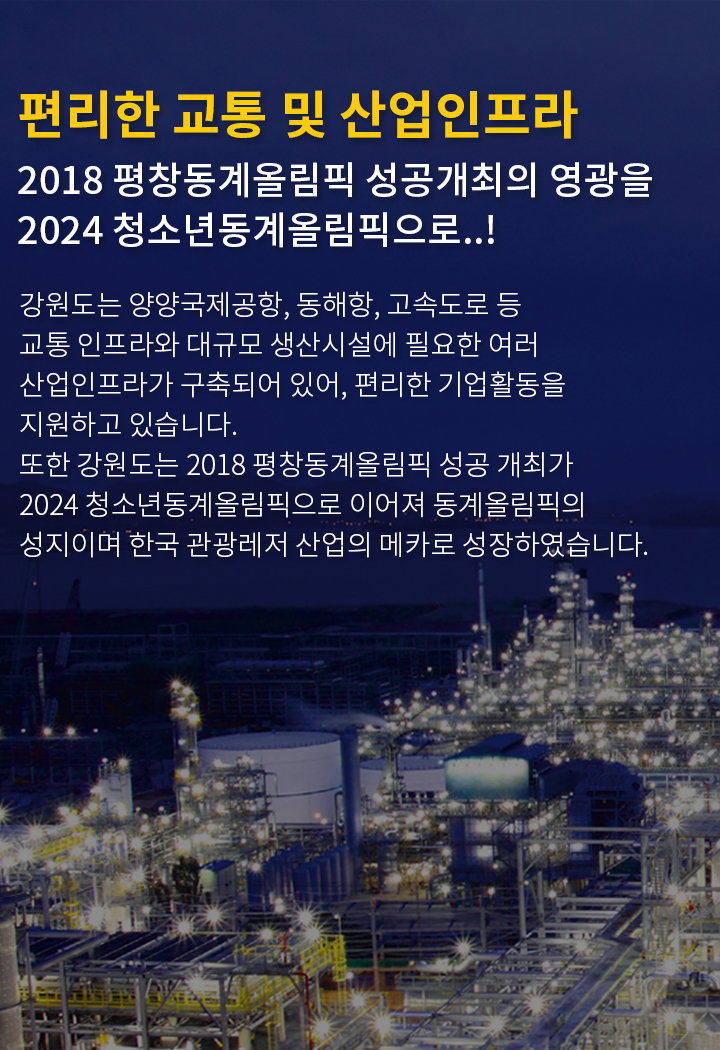 편리한 교통 및 산업인프라
2018 평창동계올림픽 성공개최의 영광을
2024 청소년동계올림픽으로..!
강원도는 양양국제공항, 동해항, 고속도로 등
교통 인프라와 대규모 생산시설에 필요한 여러
산업인프라가 구축되어 있어, 편리한 기업활동을
지원하고 있습니다.
또한 강원도는 2018 평창동계올림픽 성공 개최가
2024 청소년동계올림픽으로 이어져 동계올림픽의
성지이며 한국 관광레저 산업의 메카로 성장하였습니다.